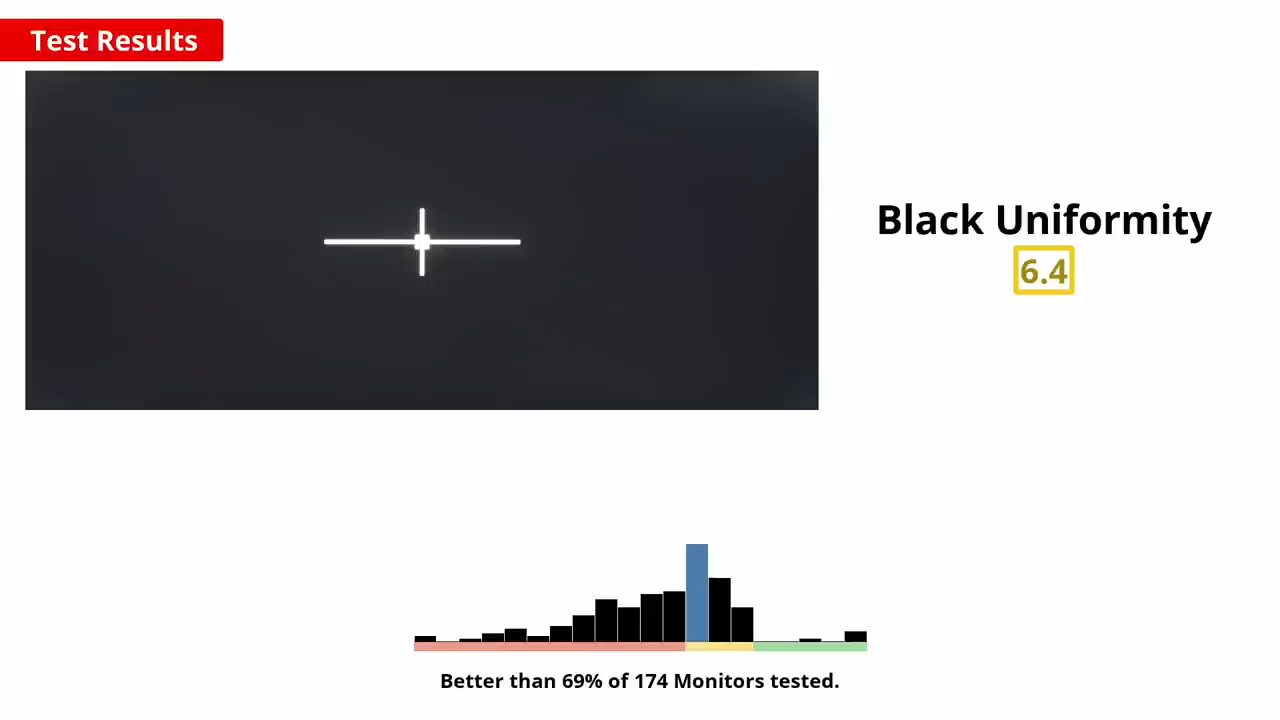 Test Results
Black Uniformity
6.4
Better than 69% of 174 Monitors tested.